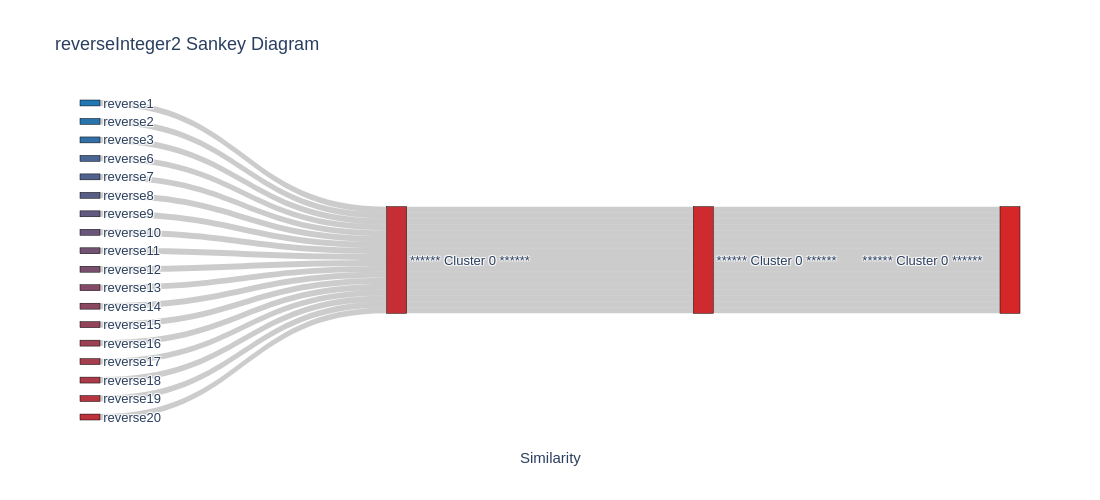 reverseInteger2 Sankey Diagram
reverse1
reverse2
reverse3
reverse6
reverse7
reverse8
reverse9
reverse10
reverse11
reverse12
reverse13
reverse14
reverse15
reverse16
reverse17
reverse18
reverse19
reverse20
****** Cluster 0 ******
****** Cluster 0 ******
****** Cluster 0 ******
Similarity